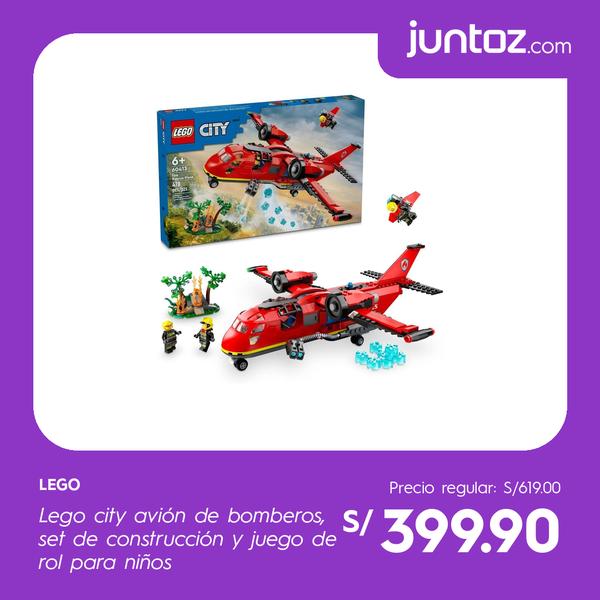 juntoz.com
LEGO CITY
6+
60413
LEGO
Precio regular: S/619.00
Lego city avión de bomberos,
set de construcción y juego de
rol para niños
S/399.90